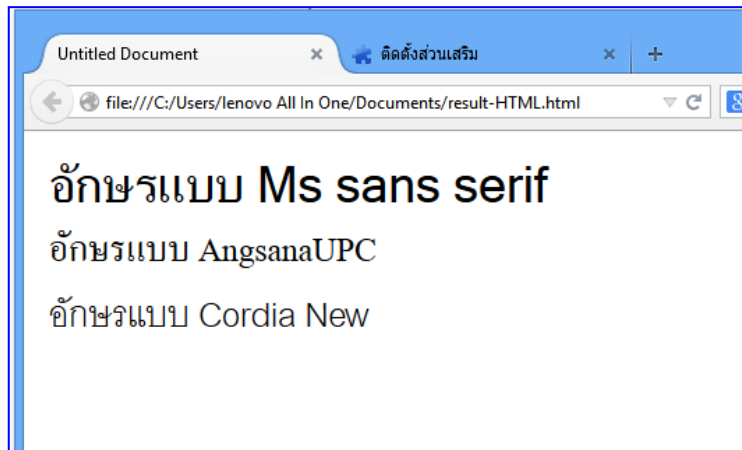 Untitled Document
ติดตั้งส่วนเสริม
file:///C:/Users/lenovo All In One/Documents/result-HTML.html
8
อักษรแบบ Ms sans serif
อักษรแบบ AngsanaUPC
อักษรแบบ Cordia New